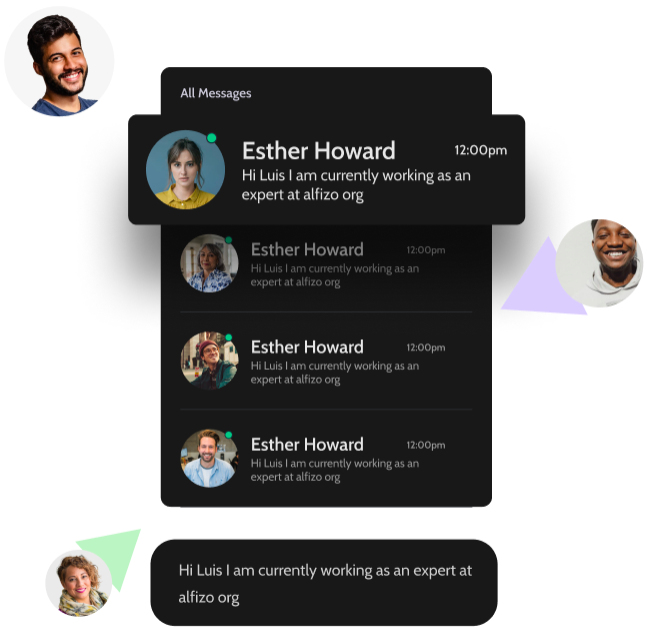 All Messages
Esther Howard 12:00pm
Hi Luis I am currently working as an
expert at alfizo org
Esther Howard 12:00pm
Hi Luis I am currently working as an
expert at alfizo org
Esther Howard 12:00pm
Hi Luis I am currently working as an
expert at alfizo org
Esther Howard 12:00pm
Hi Luis I am currently working as an
expert at alfizo org
Hi Luis I am currently working as an expert at
alfizo org